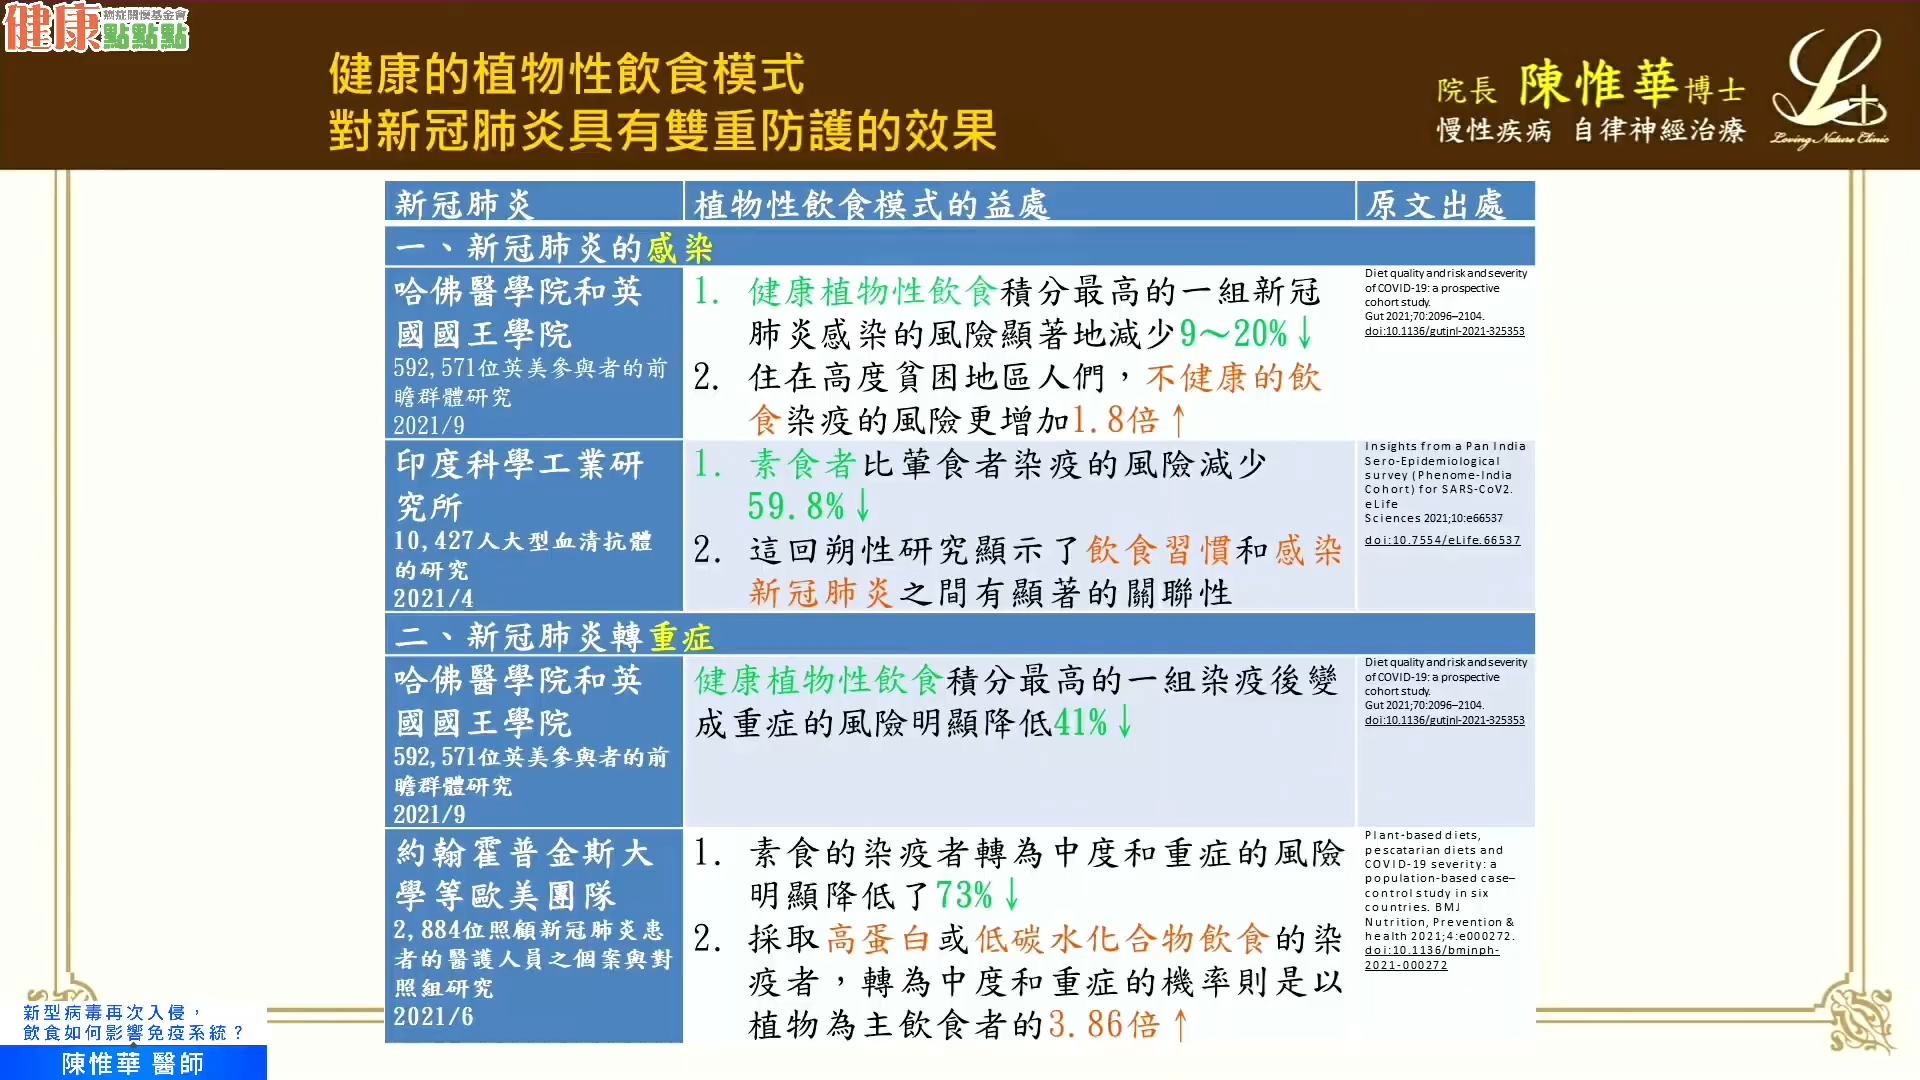 健康點點點
癌症關懷基金會
健康的植物性飲食模式
對新冠肺炎具有雙重防護的效果
院長 陳惟華博士
慢性疾病 自律神經治療
Loving Nature Clinic
新冠肺炎 植物性飲食模式的益處 原文出處
一、新冠肺炎的感染
哈佛醫學院和英
國國王學院
592,571位英美參與者的前
瞻群體研究
2021/9
1. 健康植物性飲食積分最高的一組新冠
肺炎感染的風險顯著地減少9～20%↓
2. 住在高度貧困地區人們，不健康的飲
食染疫的風險更增加1.8倍↑
Diet quality and risk and severity
of COVID-19: a prospective
cohort study.
Gut 2021;70:2096–2104.
doi:10.1136/gutjnl-2021-325353
印度科學工業研
究所
10,427人大型血清抗體
的研究
2021/4
1. 素食者比葷食者染疫的風險減少
59.8%↓
2. 這回朔性研究顯示了飲食習慣和感染
新冠肺炎之間有顯著的關聯性
Insights from a Pan India
Sero-Epidemiological
survey (Phenome-India
Cohort) for SARS-CoV2.
eLife
Sciences 2021;10:e66537
doi:10.7554/eLife.66537
二、新冠肺炎轉重症
哈佛醫學院和英
國國王學院
592,571位英美參與者的前
瞻群體研究
2021/9
健康植物性飲食積分最高的一組染疫後變
成重症的風險明顯降低41%↓
Diet quality and risk and severity
of COVID-19: a prospective
cohort study.
Gut 2021;70:2096–2104.
doi:10.1136/gutjnl-2021-325353
約翰霍普金斯大
學等歐美團隊
2,884位照顧新冠肺炎患
者的醫護人員之個案與對
照組研究
2021/6
1. 素食的染疫者轉為中度和重症的風險
明顯降低了73%↓
2. 採取高蛋白或低碳水化合物飲食的染
疫者，轉為中度和重症的機率則是以
植物為主飲食者的3.86倍↑
Plant-based diets,
pescatarian diets and
COVID-19 severity: a
population-based case–
control study in six
countries. BMJ
Nutrition, Prevention &
health 2021;4:e000272.
doi:10.1136/bmjnph-
2021-000272
新型病毒再次入侵，
飲食如何影響免疫系統？
陳惟華 醫師